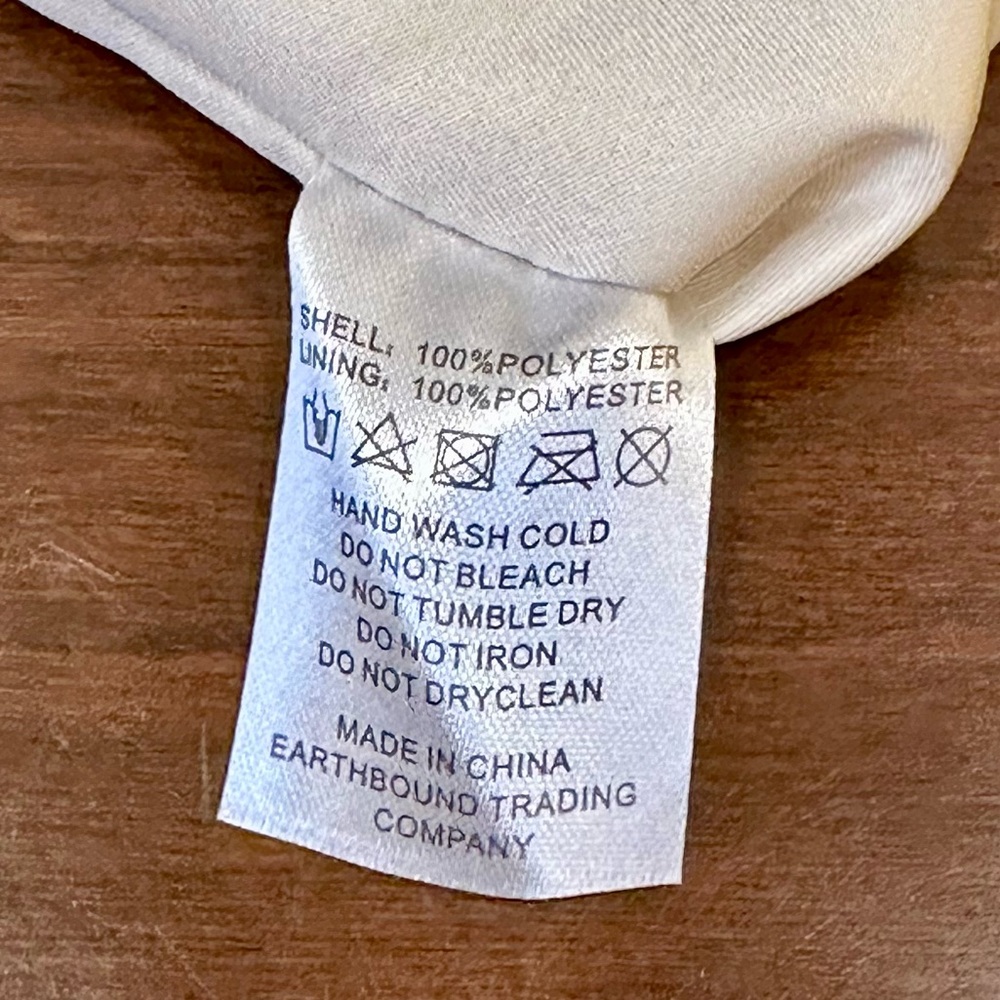 SHELL: 100%POLYESTER
LINING: 100%POLYESTER
HAND WASH COLD
DO NOT BLEACH
DO NOT TUMBLE DRY
DO NOT IRON
DO NOT DRYCLEAN
MADE IN CHINA
EARTHBOUND TRADING
COMPANY